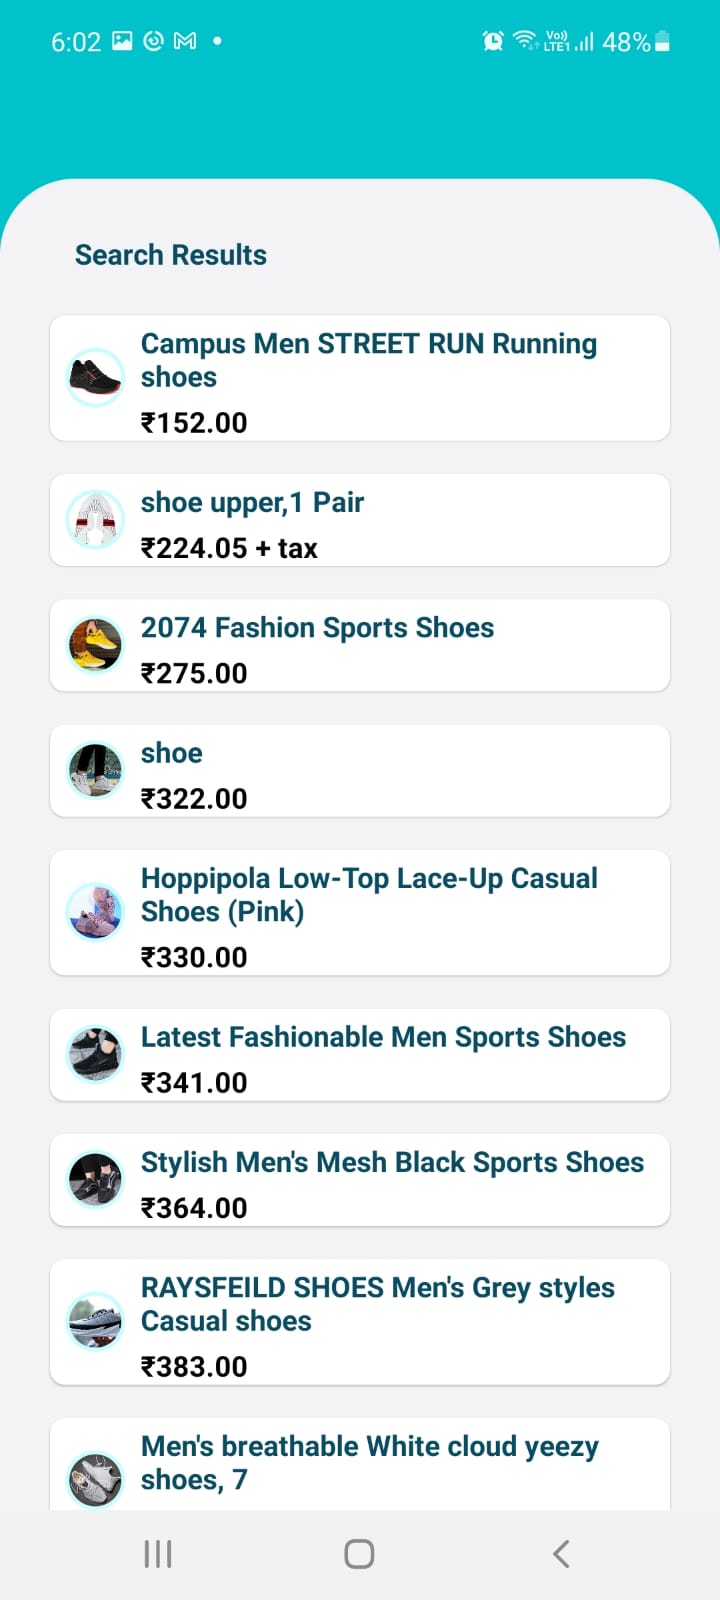 6:02
Vo))
LTE1
48%
Search Results
Campus Men STREET RUN Running
shoes
₹152.00
shoe upper,1 Pair
₹224.05 + tax
2074 Fashion Sports Shoes
₹275.00
shoe
₹322.00
Hoppipola Low-Top Lace-Up Casual
Shoes (Pink)
₹330.00
Latest Fashionable Men Sports Shoes
₹341.00
Stylish Men's Mesh Black Sports Shoes
₹364.00
RAYSFEILD SHOES Men's Grey styles
Casual shoes
₹383.00
Men's breathable White cloud yeezy
shoes, 7